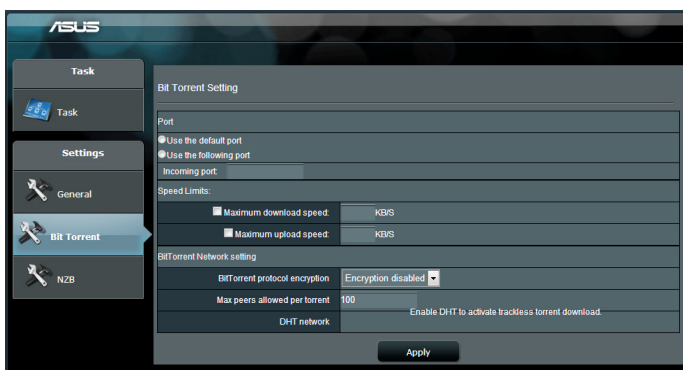 ASUS
Task
Task
Settings
General
Bit Torrent
NZB
Bit Torrent Setting
Port
Use the default port
Use the following port
Incoming port:
Speed Limits:
Maximum download speed: KB/S
Maximum upload speed: KB/S
BitTorrent Network setting
BitTorrent protocol encryption Encryption disabled
Max peers allowed per torrent 100
DHT network Enable DHT to activate trackless torrent download.
Apply